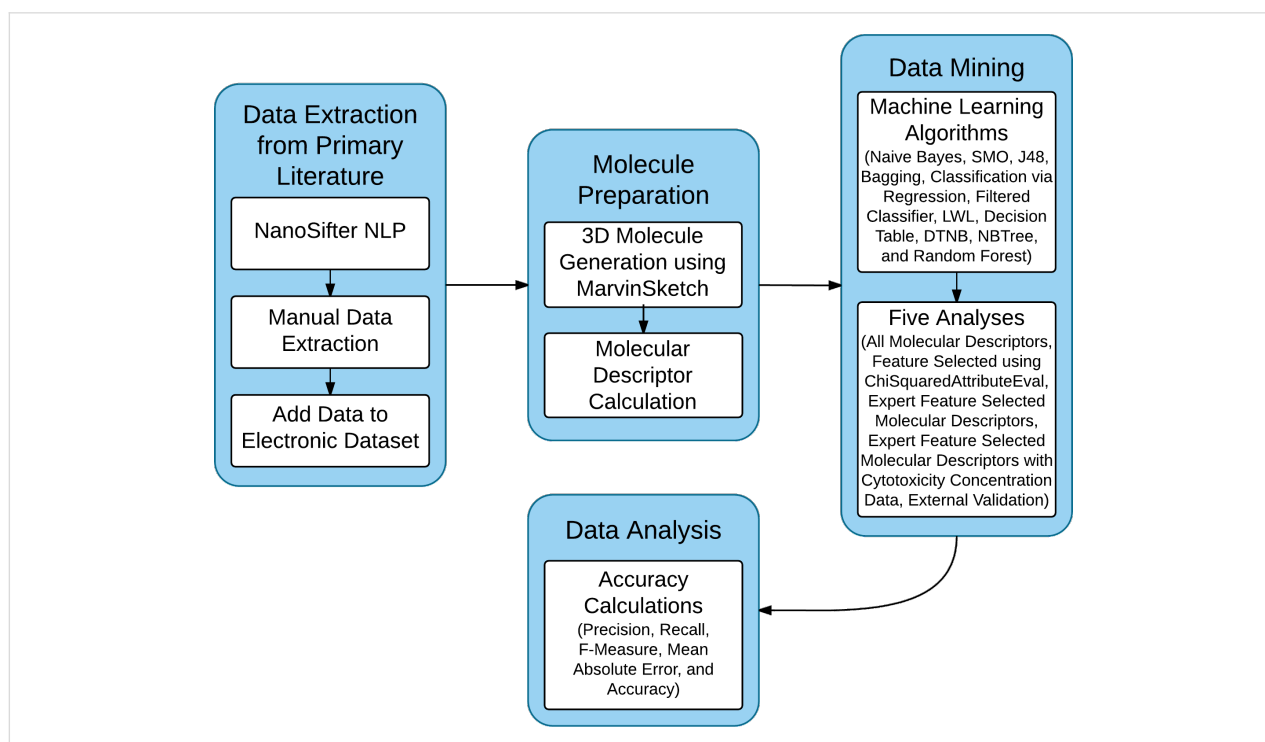 Data Extraction
from Primary
Literature
NanoSifter NLP
Manual Data
Extraction
Add Data to
Electronic Dataset
Molecule
Preparation
3D Molecule
Generation using
MarvinSketch
Molecular
Descriptor
Calculation
Data Mining
Machine Learning
Algorithms
(Naive Bayes, SMO, J48,
Bagging, Classification via
Regression, Filtered
Classifier, LWL, Decision
Table, DTNB, NBTree,
and Random Forest)
Five Analyses
(All Molecular Descriptors,
Feature Selected using
ChiSquaredAttributeEval,
Expert Feature Selected
Molecular Descriptors,
Expert Feature Selected
Molecular Descriptors with
Cytotoxicity Concentration
Data, External Validation)
Data Analysis
Accuracy
Calculations
(Precision, Recall,
F-Measure, Mean
Absolute Error, and
Accuracy)